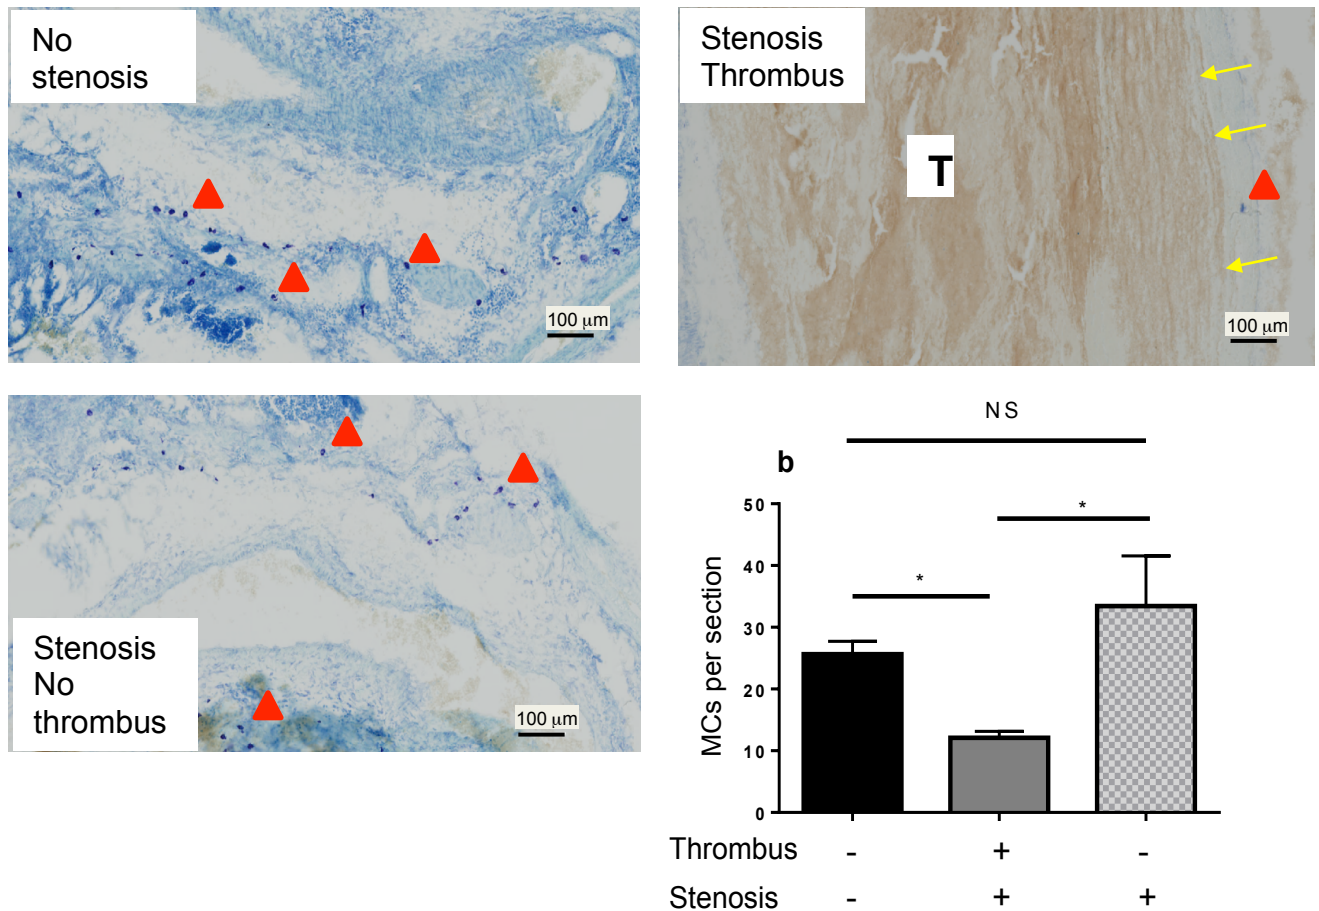 No
stenosis
100 μm
Stenosis
Thrombus
T
100 μm
Stenosis
No
thrombus
100 μm
NS
b
*
*
MCs per section
50
40
30
20
10
0
Thrombus - + -
Stenosis - + +